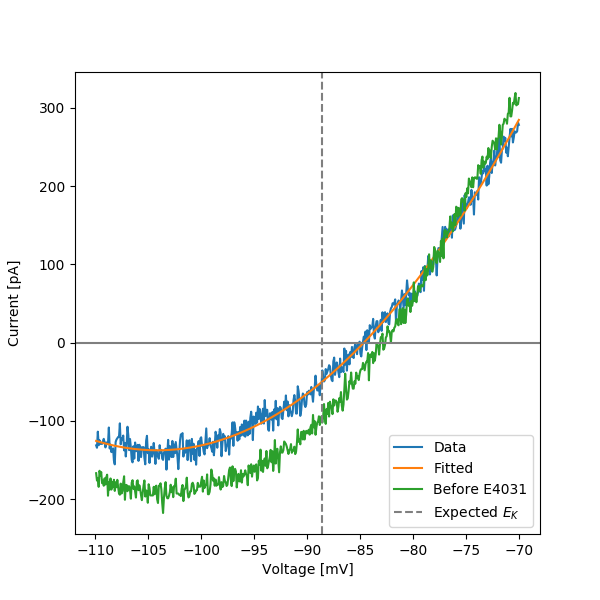 300
200
100
0
−100
−200
Current [pA]
−110
−105
−100
−95
−90
−85
−80
−75
−70
Voltage [mV]
Data
Fitted
Before E4031
Expected E_K